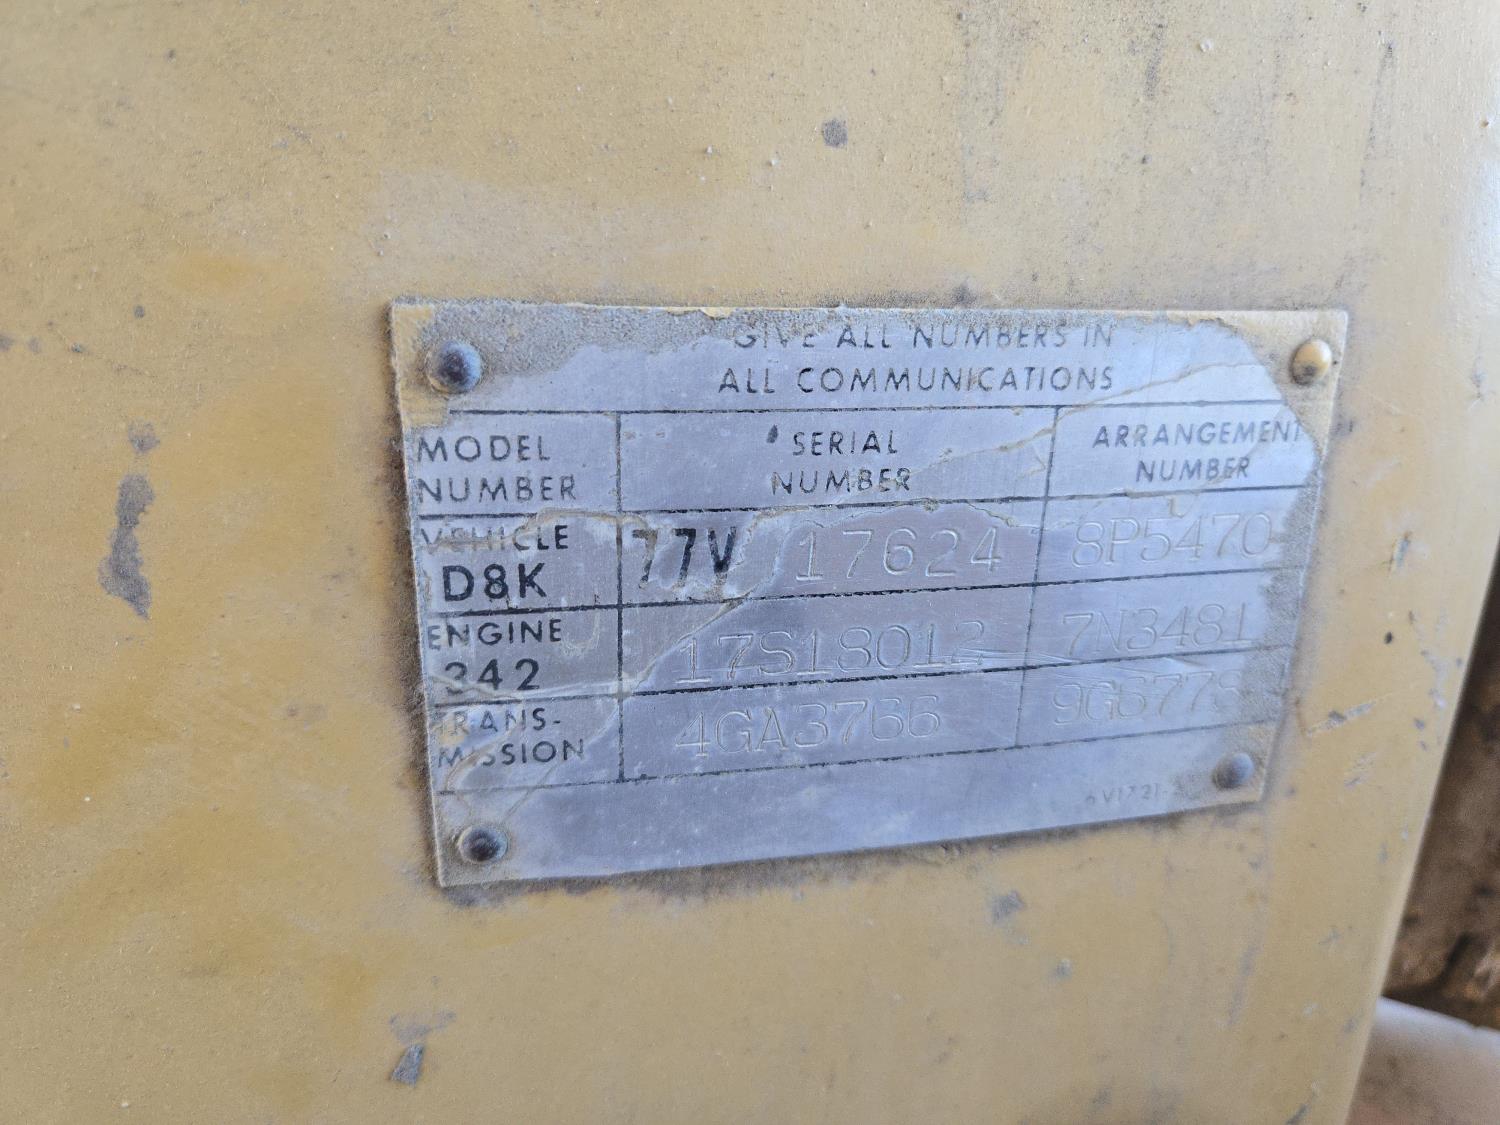 GIVE ALL NUMBERS IN
ALL COMMUNICATIONS
MODEL NUMBER
SERIAL NUMBER
ARRANGEMENT NUMBER
VEHICLE
D8K
77V 17624
8P5470
ENGINE
342
17S18012
7N3481
TRANS-
MISSION
4GA3766
9G6778